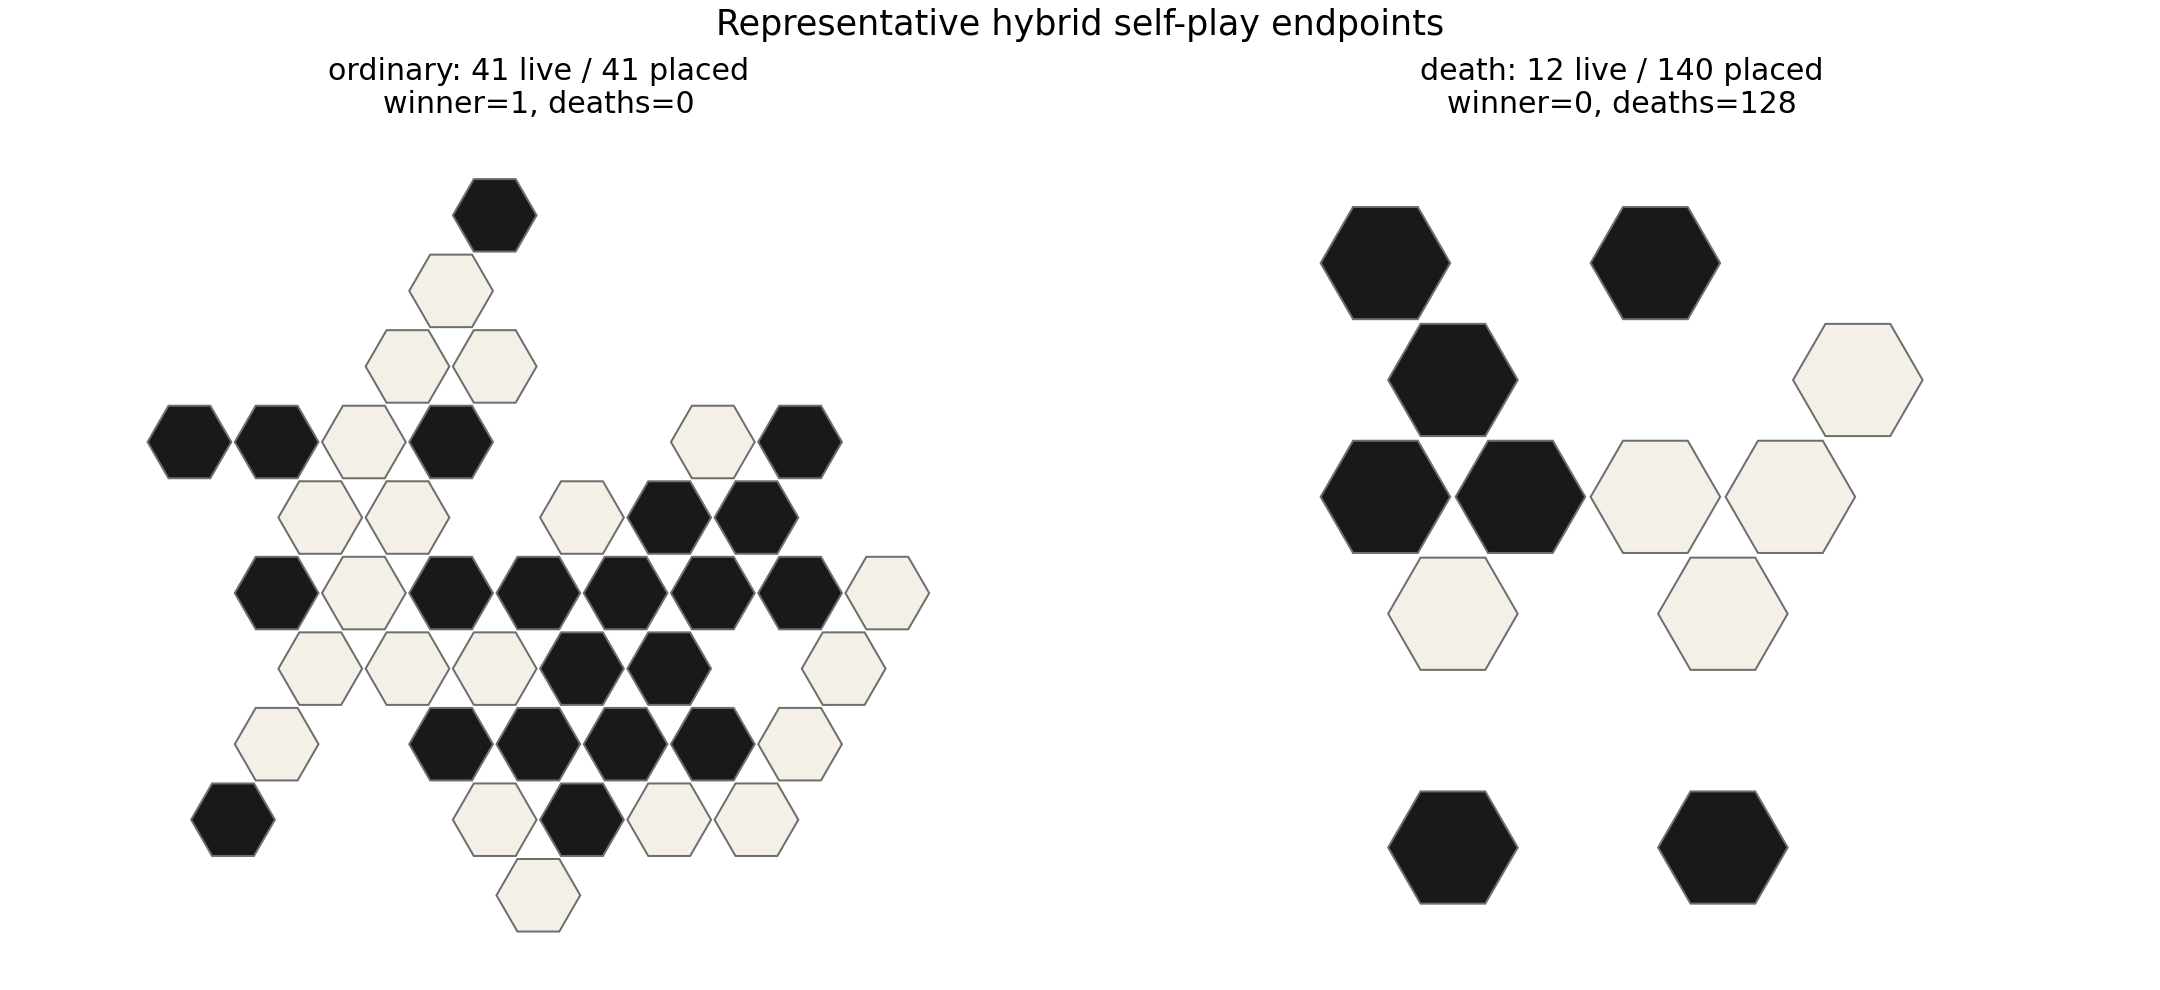 Representative hybrid self-play endpoints
ordinary: 41 live / 41 placed
winner=1, deaths=0
death: 12 live / 140 placed
winner=0, deaths=128